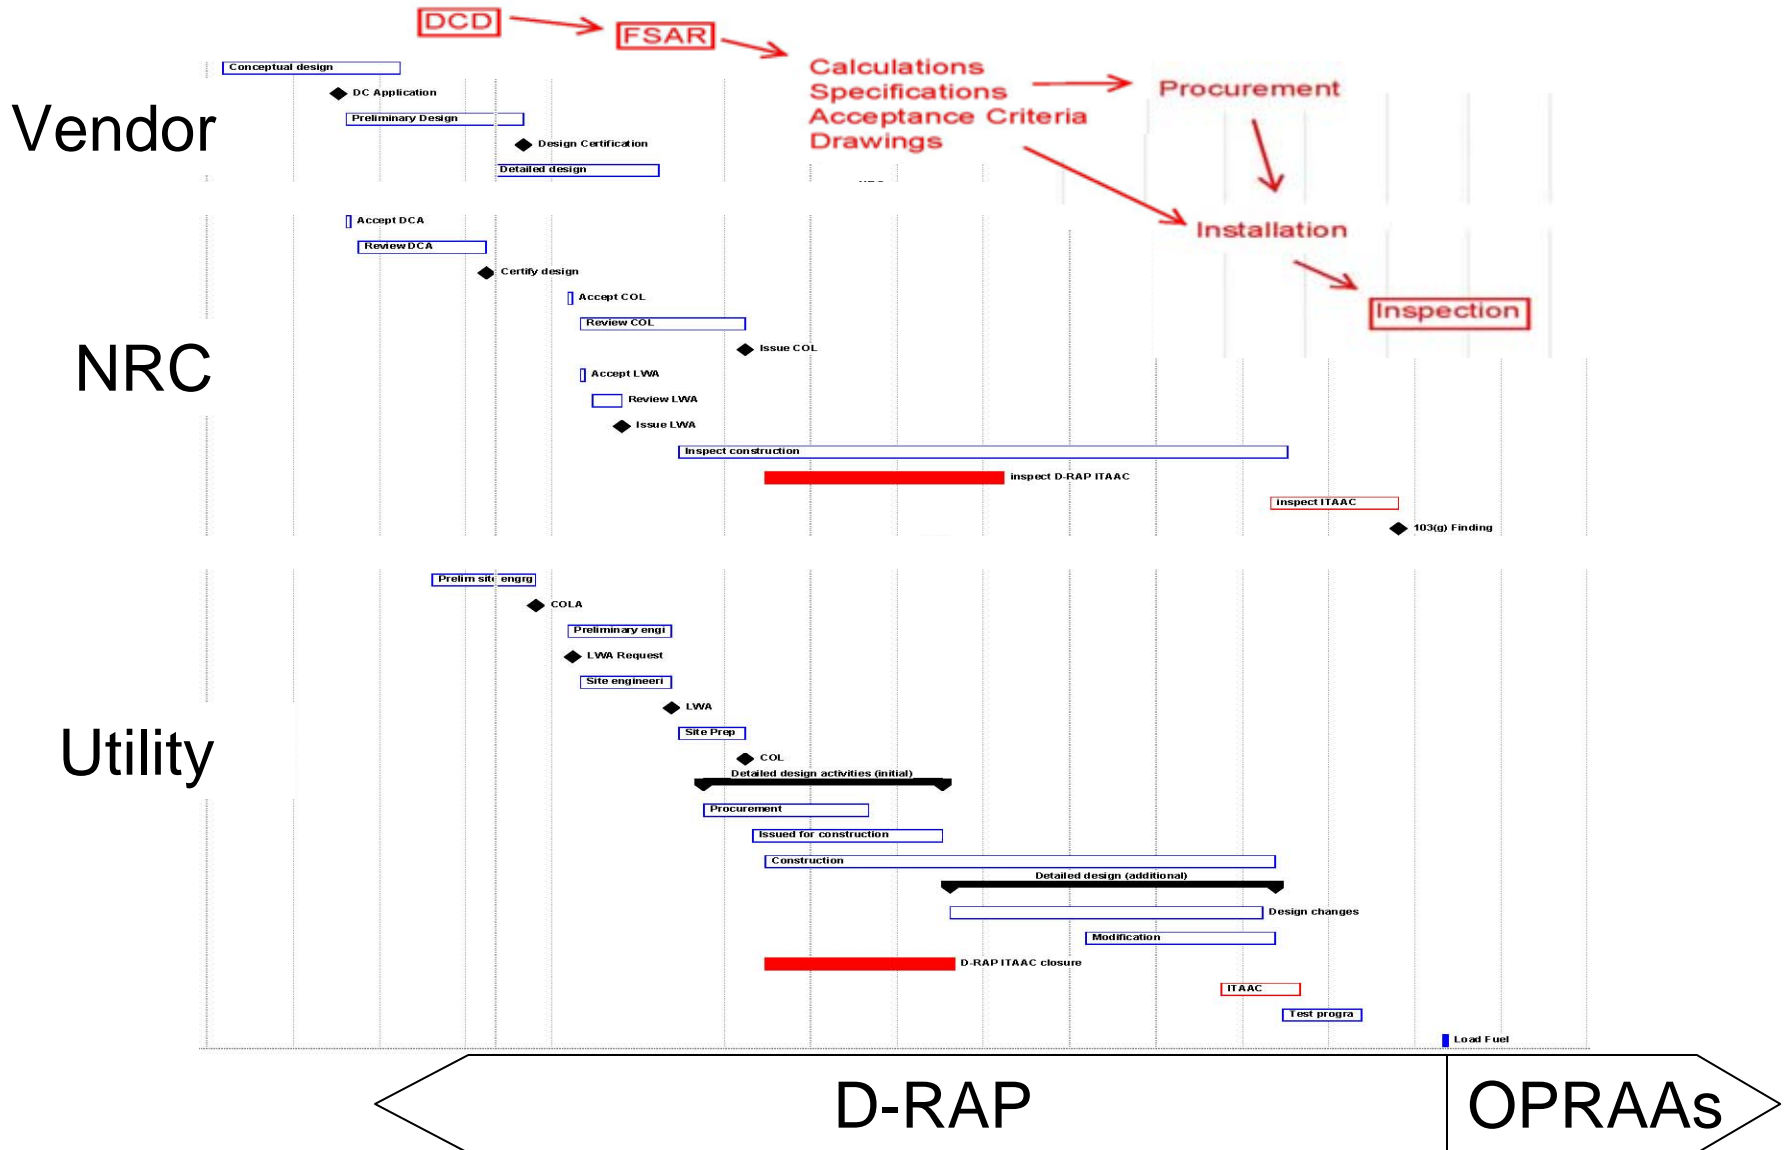 DCD
FSAR
Calculations
Specifications
Acceptance Criteria
Drawings
Procurement
Installation
Inspection
Vendor
Conceptual design
DC Application
Preliminary Design
Design Certification
Detailed design
NRC
Accept DCA
Review DCA
Certify design
Accept COL
Review COL
Issue COL
Accept LWA
Review LWA
Issue LWA
Inspect construction
inspect D-RAP ITAAC
inspect ITAAC
103(g) Finding
Utility
Prelim site engrg
COLA
Preliminary engi
LWA Request
Site engineeri
LWA
Site Prep
COL
Detailed design activities (initial)
Procurement
Issued for construction
Construction
Detailed design (additional)
Design changes
Modification
D-RAP ITAAC closure
ITAAC
Test progra
Load Fuel
D-RAP
OPRAAs